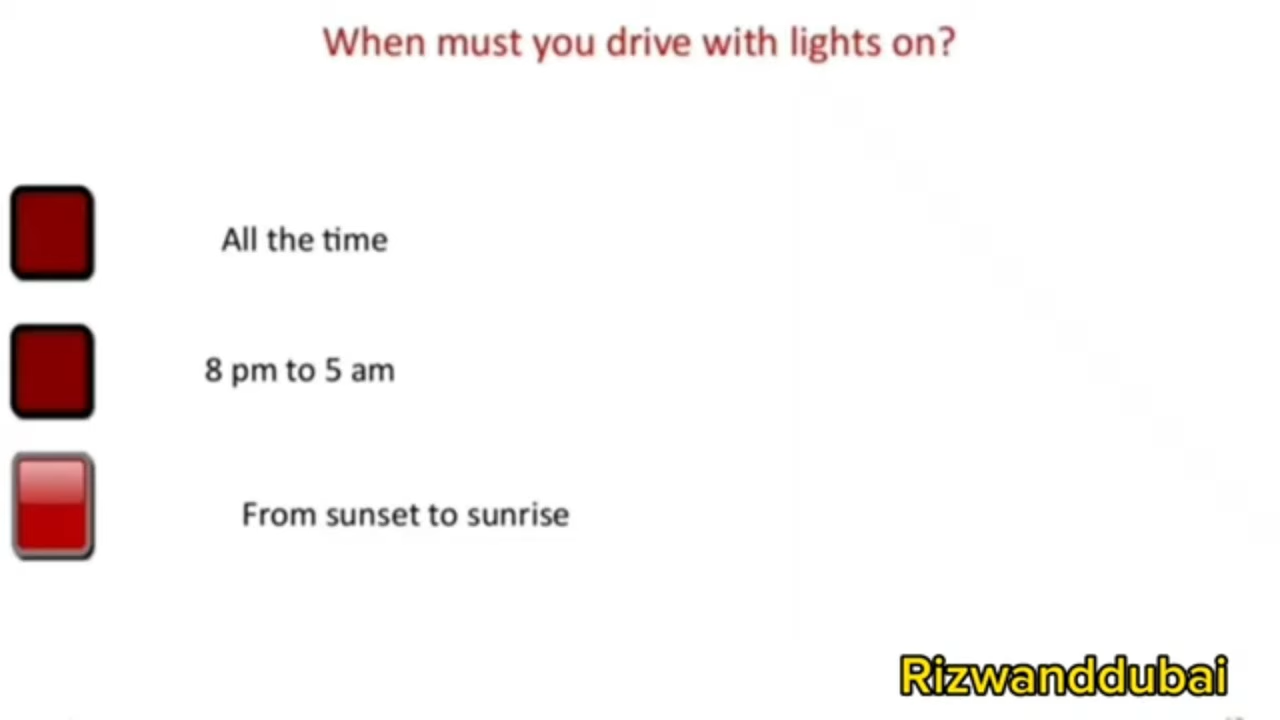 When must you drive with lights on?
All the time
8 pm to 5 am
From sunset to sunrise
Rizwanddubai